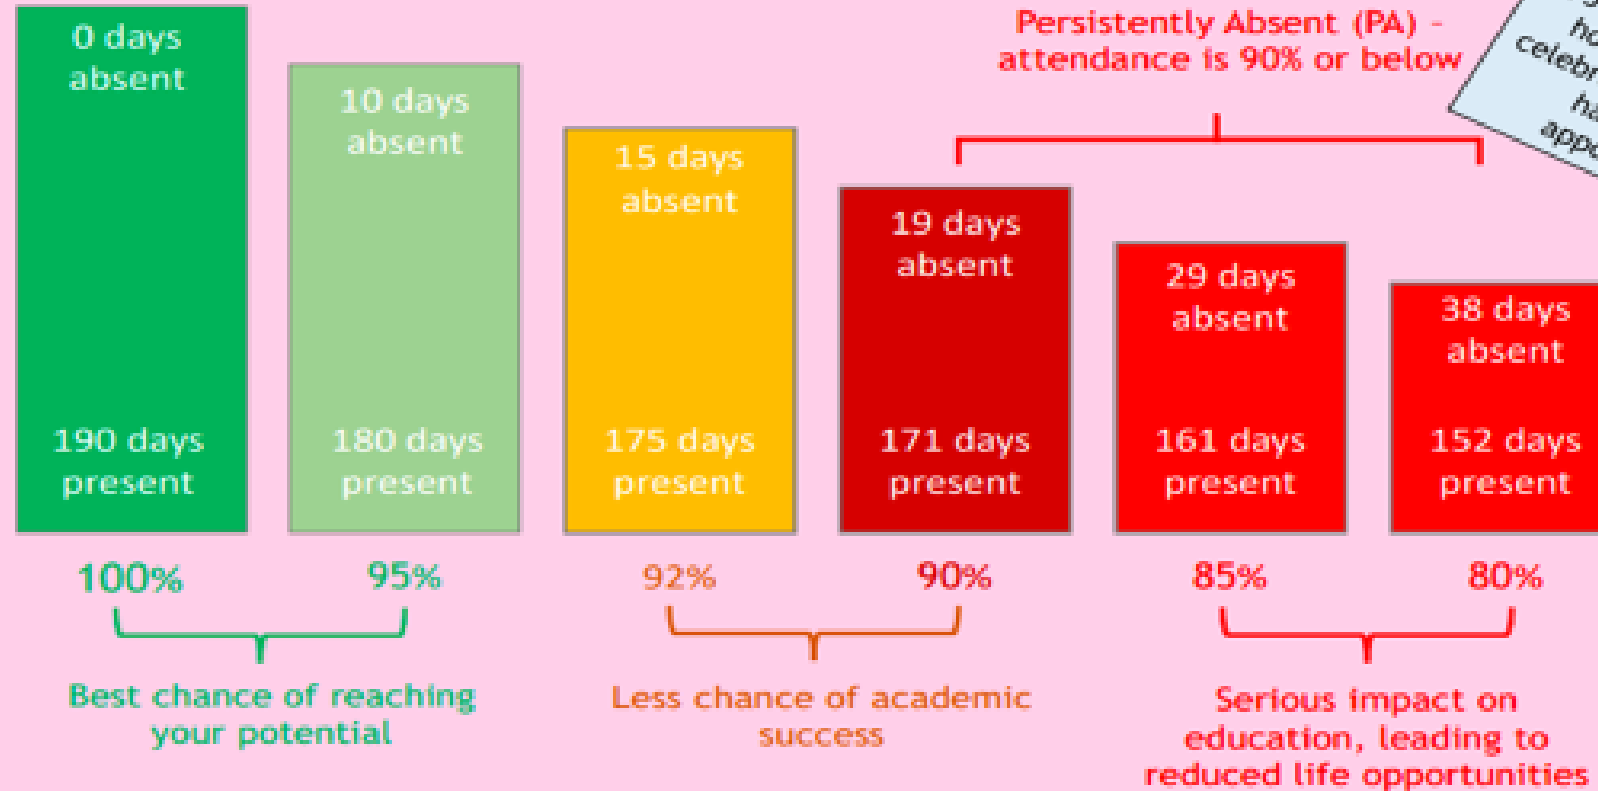 0 days
absent
190 days
present
100%
10 days
absent
180 days
present
95%
15 days
absent
175 days
present
92%
Persistently Absent (PA) -
attendance is 90% or below
19 days
absent
171 days
present
90%
29 days
absent
161 days
present
85%
38 days
absent
152 days
present
80%
Best chance of reaching
your potential
Less chance of academic
success
Serious impact on
education, leading to
reduced life opportunities